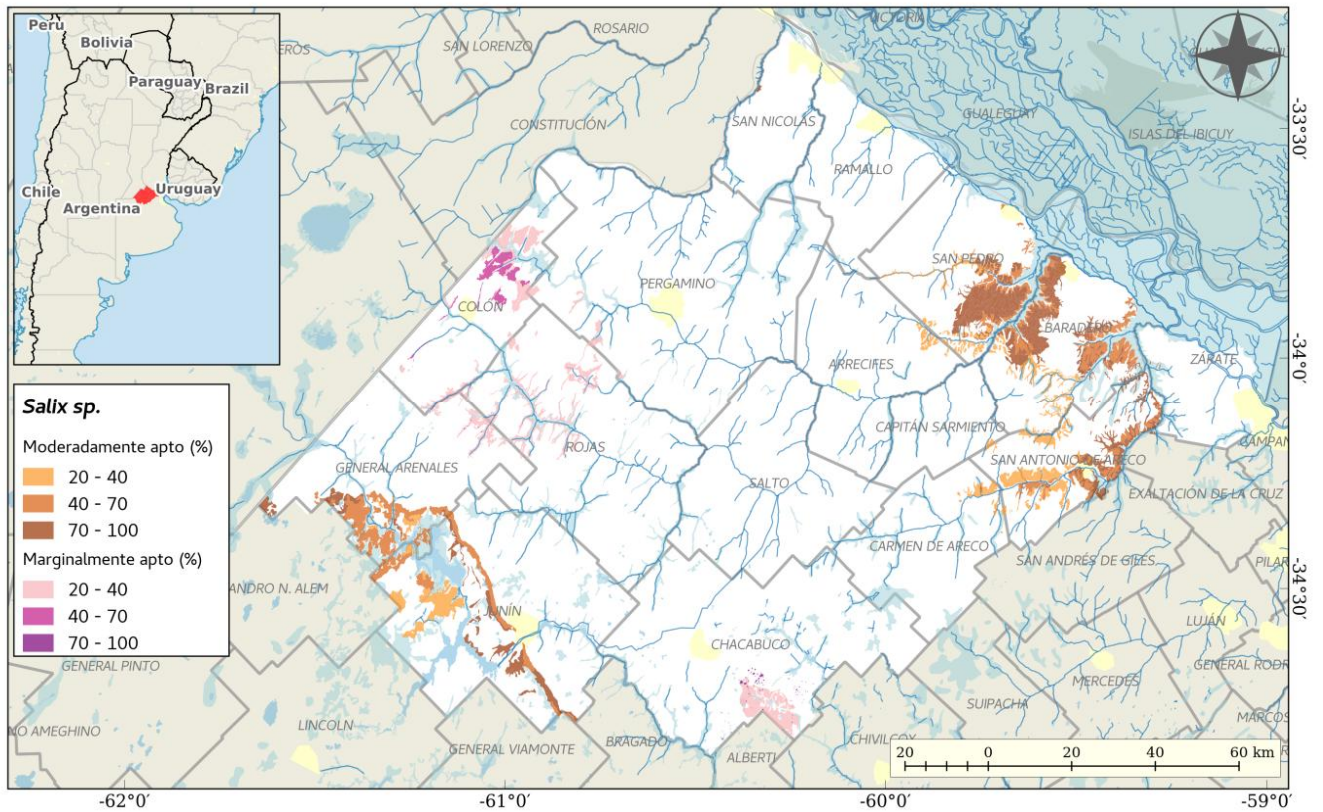 Peru
Bolivia
Paraguay
Brazil
Chile
Uruguay
Argentina
Salix sp.
Moderadamente apto (%)
20 - 40
40 - 70
70 - 100
Marginalmente apto (%)
20 - 40
40 - 70
70 - 100
VICTORIA
ROSARIO
SAN LORENZO
EROS
CONSTITUCIÓN
SAN NICOLÁS
GUALEGUAY
ISLAS DEL IBICUY
RAMALLO
SAN PEDRO
PERGAMINO
COLÓN
BARADERO
ZÁRATE
ARRECIFES
CAPITÁN SARMIENTO
CAMPAN
ROJAS
SAN ANTONIO DE ARECO
GENERAL ARENALES
SALTO
EXALTACIÓN DE LA CRUZ
CARMEN DE ARECO
SAN ANDRÉS DE GILES
PILAR
ANDRO N. ALEM
JUNÍN
LUJÁN
CHACABUCO
GENERAL PINTO
GENERAL RODR
MERCEDES
SUIPACHA
MARCOS
NO AMEGHINO
LINCOLN
BRAGADO
CHIVILCOY
GENERAL VIAMONTE
ALBERTI
20 0 20 40 60 km
-33°30′
-34°0′
-34°30′
-62°0′
-61°0′
-60°0′
-59°0′